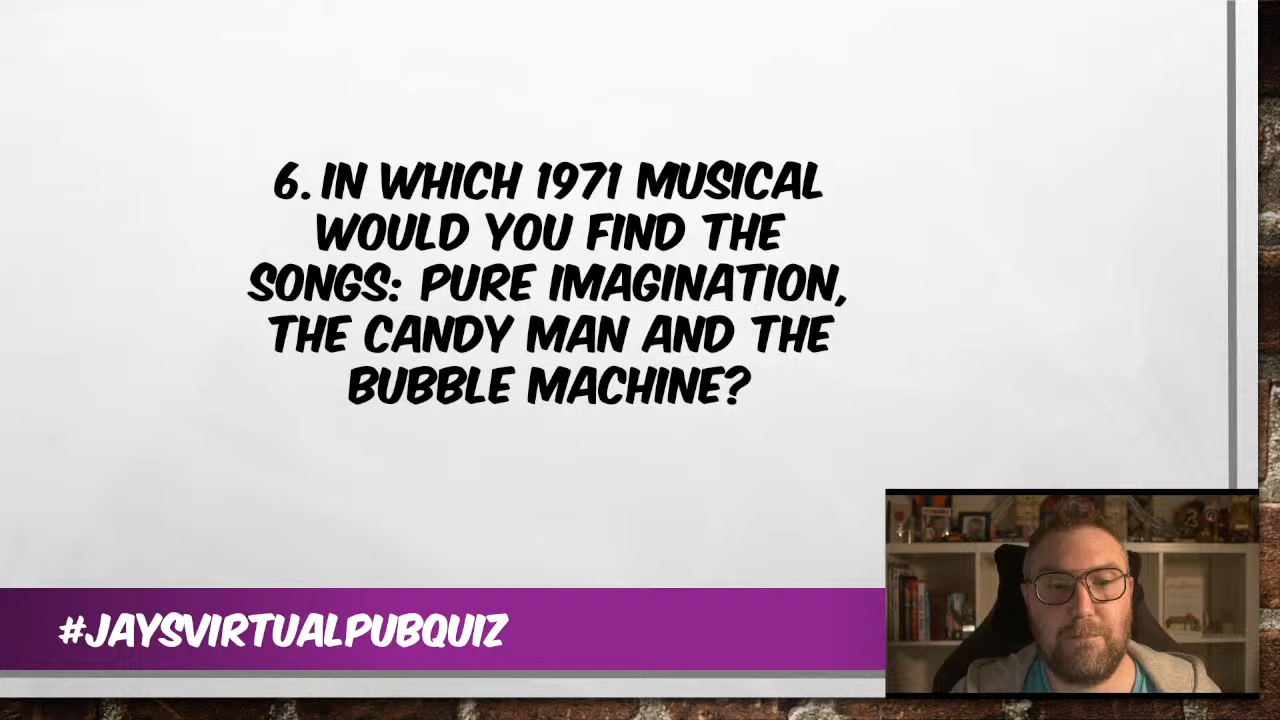 6. IN WHICH 1971 MUSICAL
WOULD YOU FIND THE
SONGS: PURE IMAGINATION,
THE CANDY MAN AND THE
BUBBLE MACHINE?
#JAYSVIRTUALPUBQUIZ